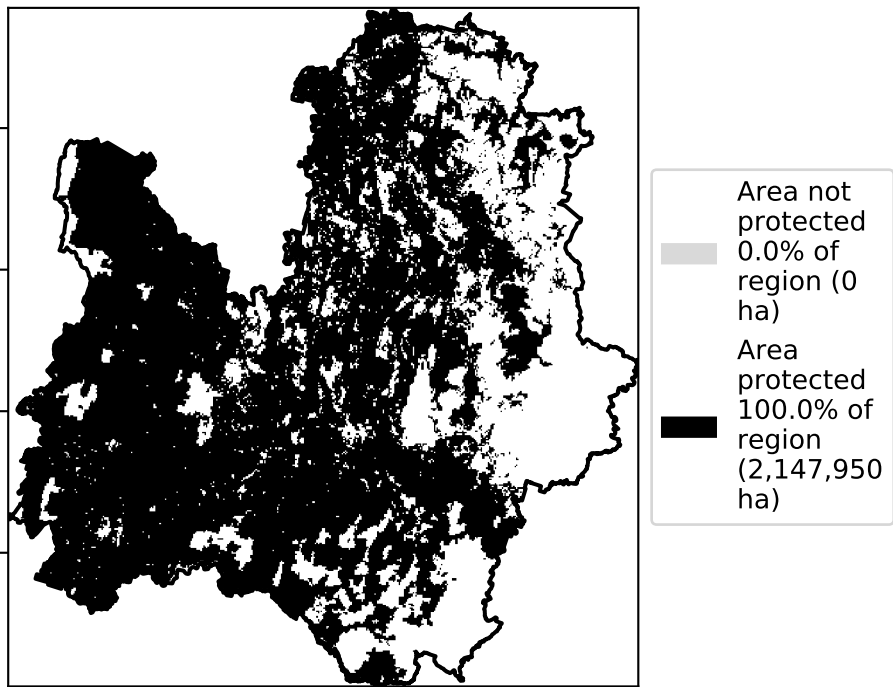 Area not
protected
0.0% of
region (0
ha)
Area
protected
100.0% of
region
(2,147,950
ha)